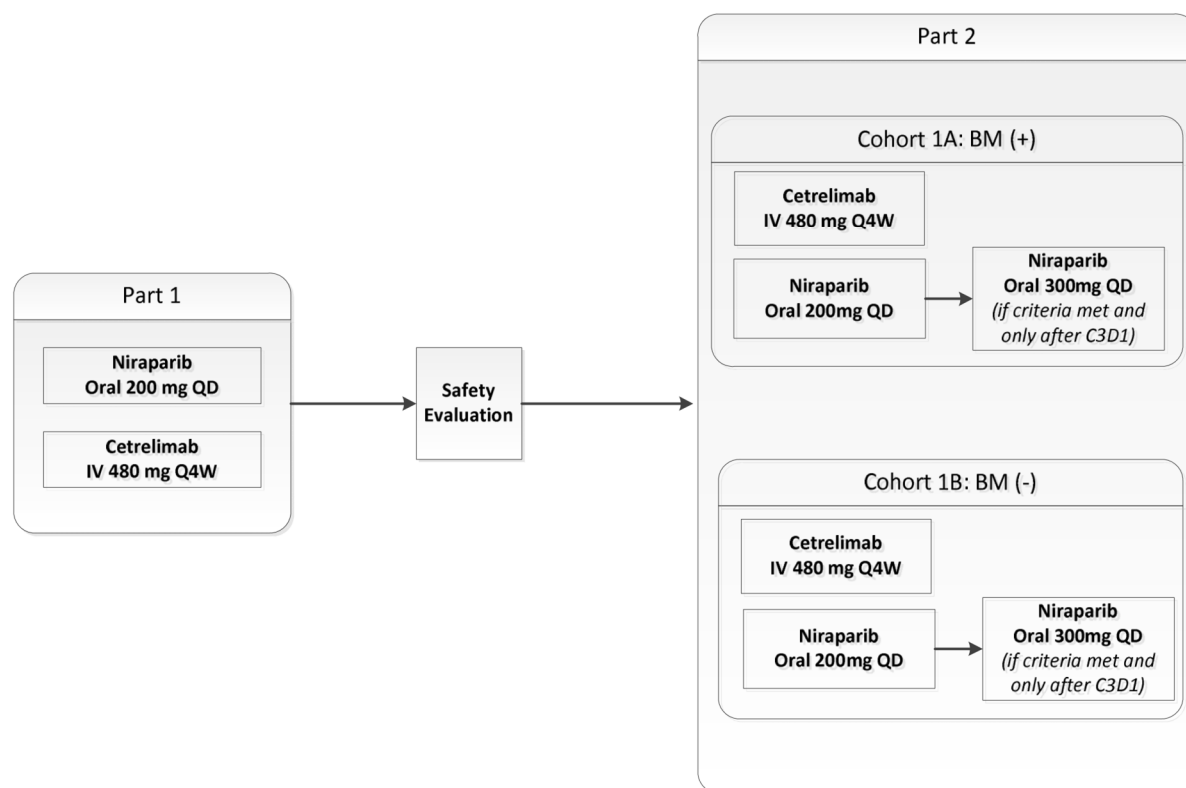 Part 1
Niraparib
Oral 200 mg QD
Cetrelimab
IV 480 mg Q4W
Safety
Evaluation
Part 2
Cohort 1A: BM (+)
Cetrelimab
IV 480 mg Q4W
Niraparib
Oral 200mg QD
Niraparib
Oral 300mg QD
(if criteria met and
only after C3D1)
Cohort 1B: BM (-)
Cetrelimab
IV 480 mg Q4W
Niraparib
Oral 200mg QD
Niraparib
Oral 300mg QD
(if criteria met and
only after C3D1)